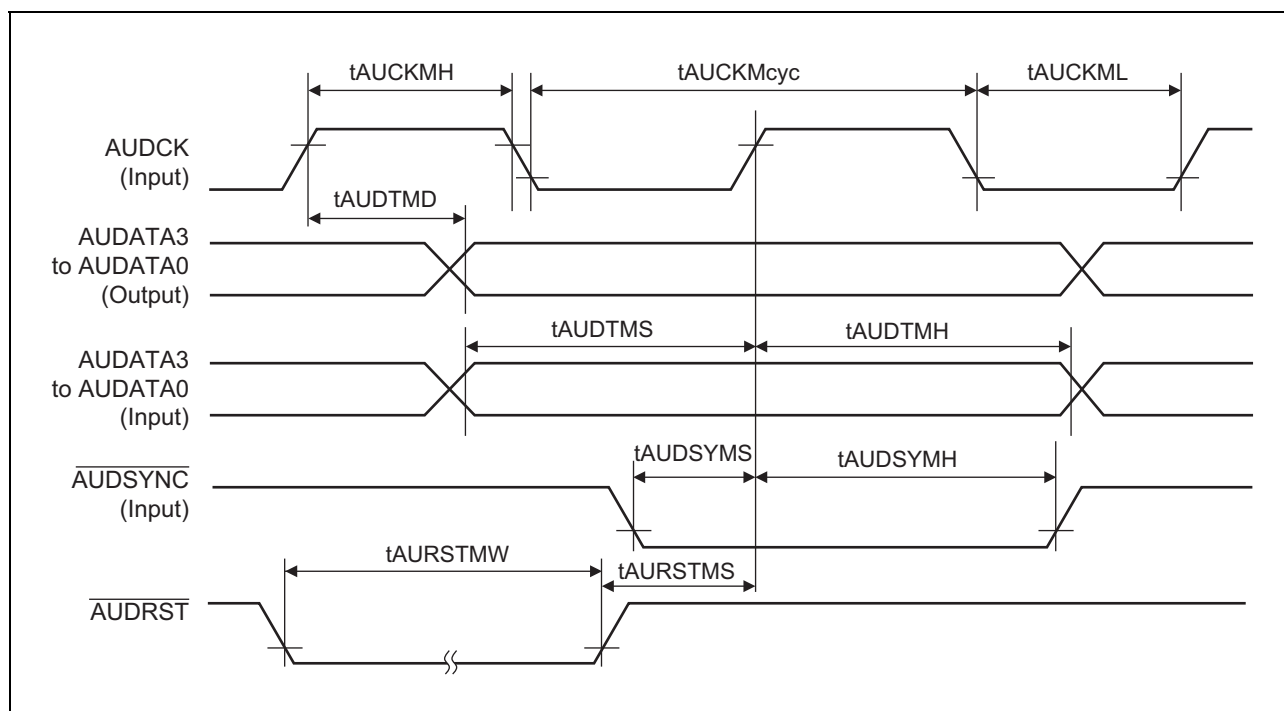 tAUCKMH
tAUCKMcyc
tAUCKML
AUDCK
(Input)
tAUDTMD
AUDATA3
to AUDATA0
(Output)
tAUDTMS
tAUDTMH
AUDATA3
to AUDATA0
(Input)
tAUDSYMS
tAUDSYMH
AUDSYNC
(Input)
tAURSTMW
tAURSTMS
AUDRST